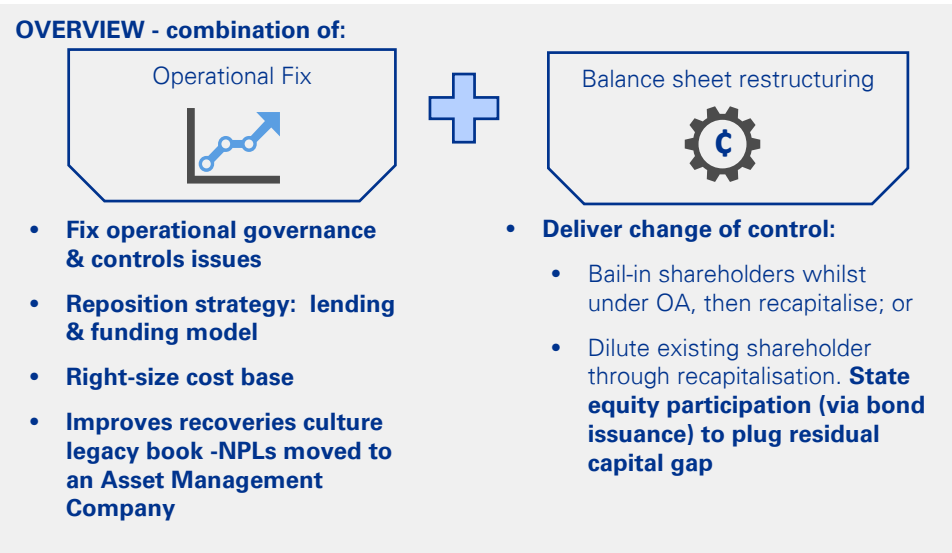 OVERVIEW - combination of:
Operational Fix
• Fix operational governance
& controls issues
• Reposition strategy: lending
& funding model
• Right-size cost base
• Improves recoveries culture
legacy book -NPLs moved to
an Asset Management
Company
Balance sheet restructuring
¢
• Deliver change of control:
• Bail-in shareholders whilst
under OA, then recapitalise; or
• Dilute existing shareholder
through recapitalisation. State
equity participation (via bond
issuance) to plug residual
capital gap